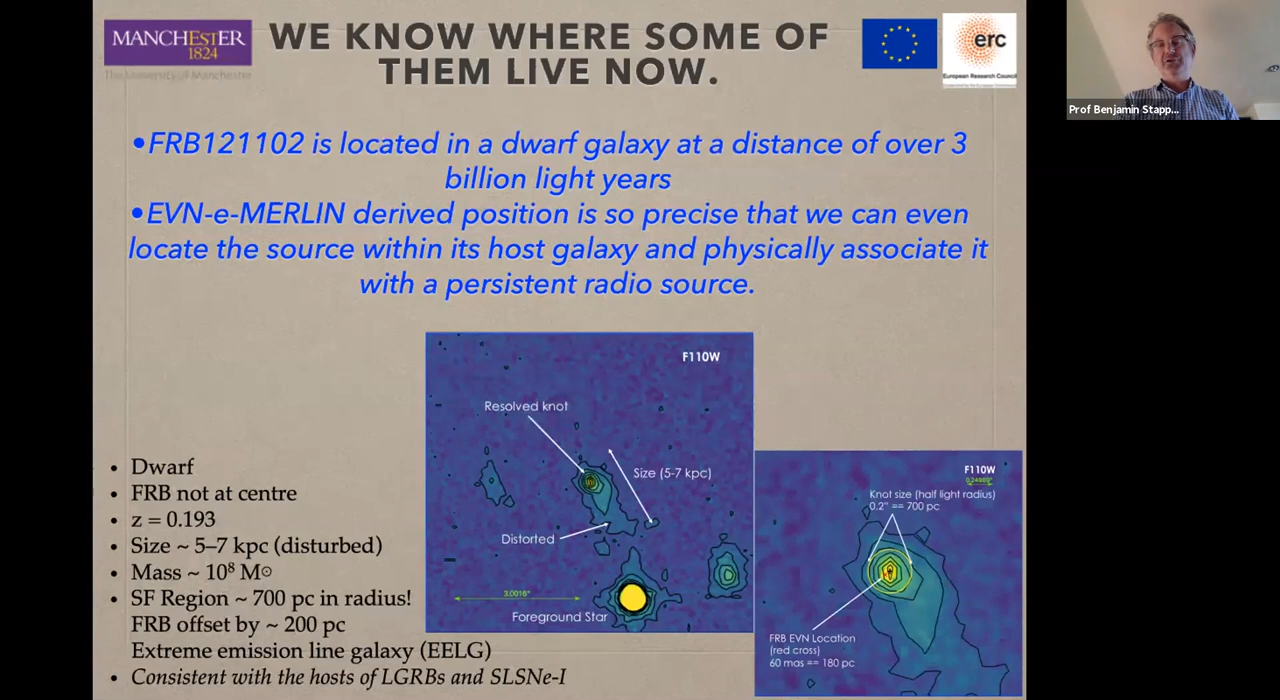 MANCHESTER
1824
The University of Manchester
WE KNOW WHERE SOME OF
THEM LIVE NOW.
erc
European Research Council
•FRB121102 is located in a dwarf galaxy at a distance of over 3
billion light years
•EVN-e-MERLIN derived position is so precise that we can even
locate the source within its host galaxy and physically associate it
with a persistent radio source.
• Dwarf
• FRB not at centre
• z = 0.193
• Size ~ 5–7 kpc (disturbed)
• Mass ~ 10⁸ M⊙
• SF Region ~ 700 pc in radius!
FRB offset by ~ 200 pc
Extreme emission line galaxy (EELG)
• Consistent with the hosts of LGRBs and SLSNe-I
F110W
Resolved knot
Size (5-7 kpc)
Distorted
3.0016"
Foreground Star
F110W
Knot size (half light radius)
0.2" == 700 pc
FRB EVN Location
(red cross)
60 mas == 180 pc
Prof Benjamin Stapp...